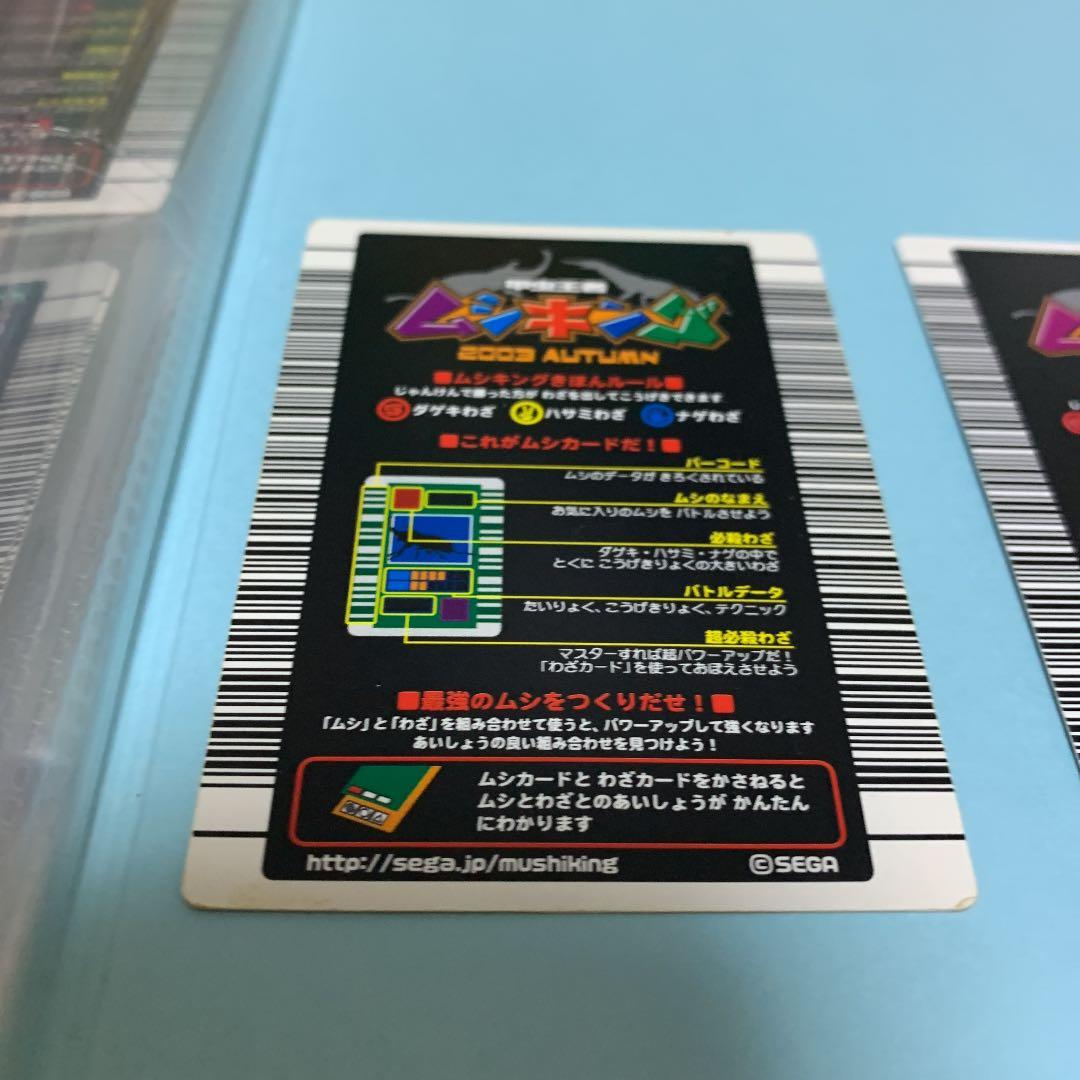 甲虫王者
ムシキング
2003 AUTUMN
■ムシキングきほんルール■
じゃんけんで勝った方が わざを出してこうげきできます
ダゲキわざ ハサミわざ ナゲわざ
■これがムシカードだ！■
バーコード
ムシのデータが きろくされている
ムシのなまえ
お気に入りのムシを バトルさせよう
必殺わざ
ダゲキ・ハサミ・ナゲの中で
とくに こうげきりょくの大きいわざ
バトルデータ
たいりょく、こうげきりょく、テクニック
超必殺わざ
マスターすれば超パワーアップだ！
「わざカード」を使っておぼえさせよう
■最強のムシをつくりだせ！■
「ムシ」と「わざ」を組み合わせて使うと、パワーアップして強くなります
あいしょうの良い組み合わせを見つけよう！
ムシカードと わざカードをかさねると
ムシとわざとのあいしょうが かんたん
にわかります
http://sega.jp/mushiking
©SEGA